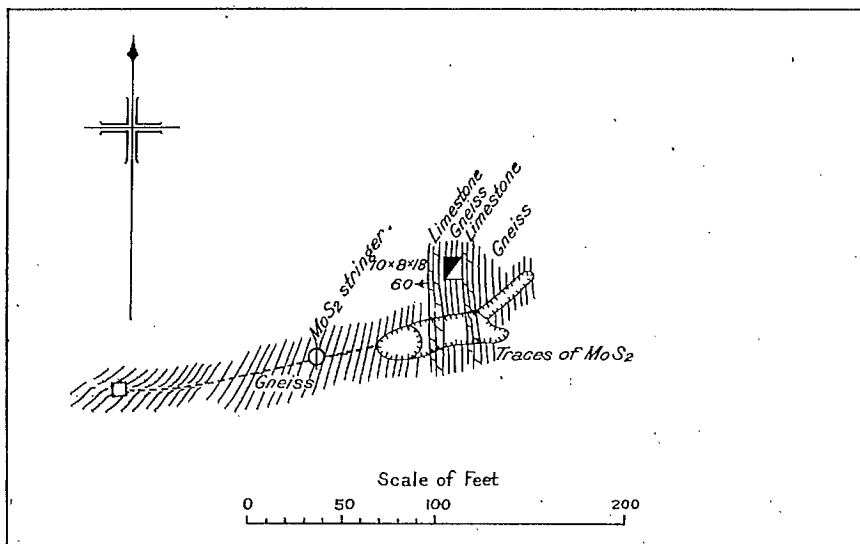 Limestone
Gneiss
Limestone
Gneiss
MoS2 stringer.
10×8×18
60
Traces of MoS2
Gneiss
Scale of Feet
0 50 100 200